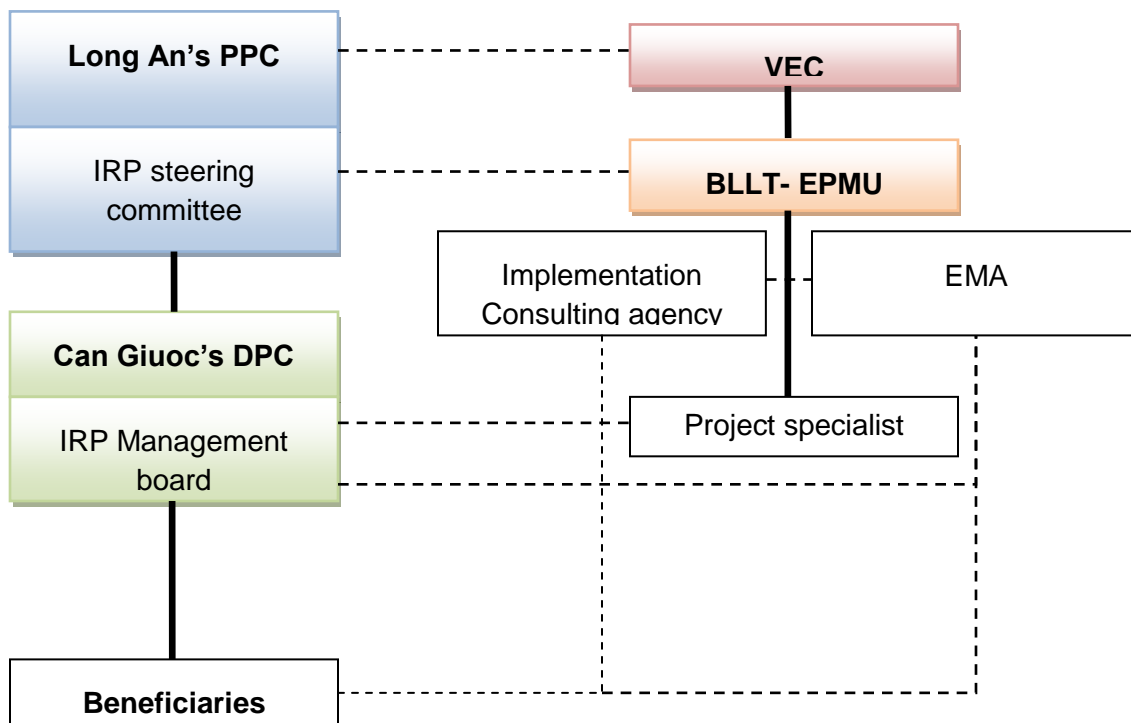 Long An’s PPC
VEC
IRP steering
committee
BLLT- EPMU
Implementation
Consulting agency
EMA
Can Giuoc’s DPC
IRP Management
board
Project specialist
Beneficiaries